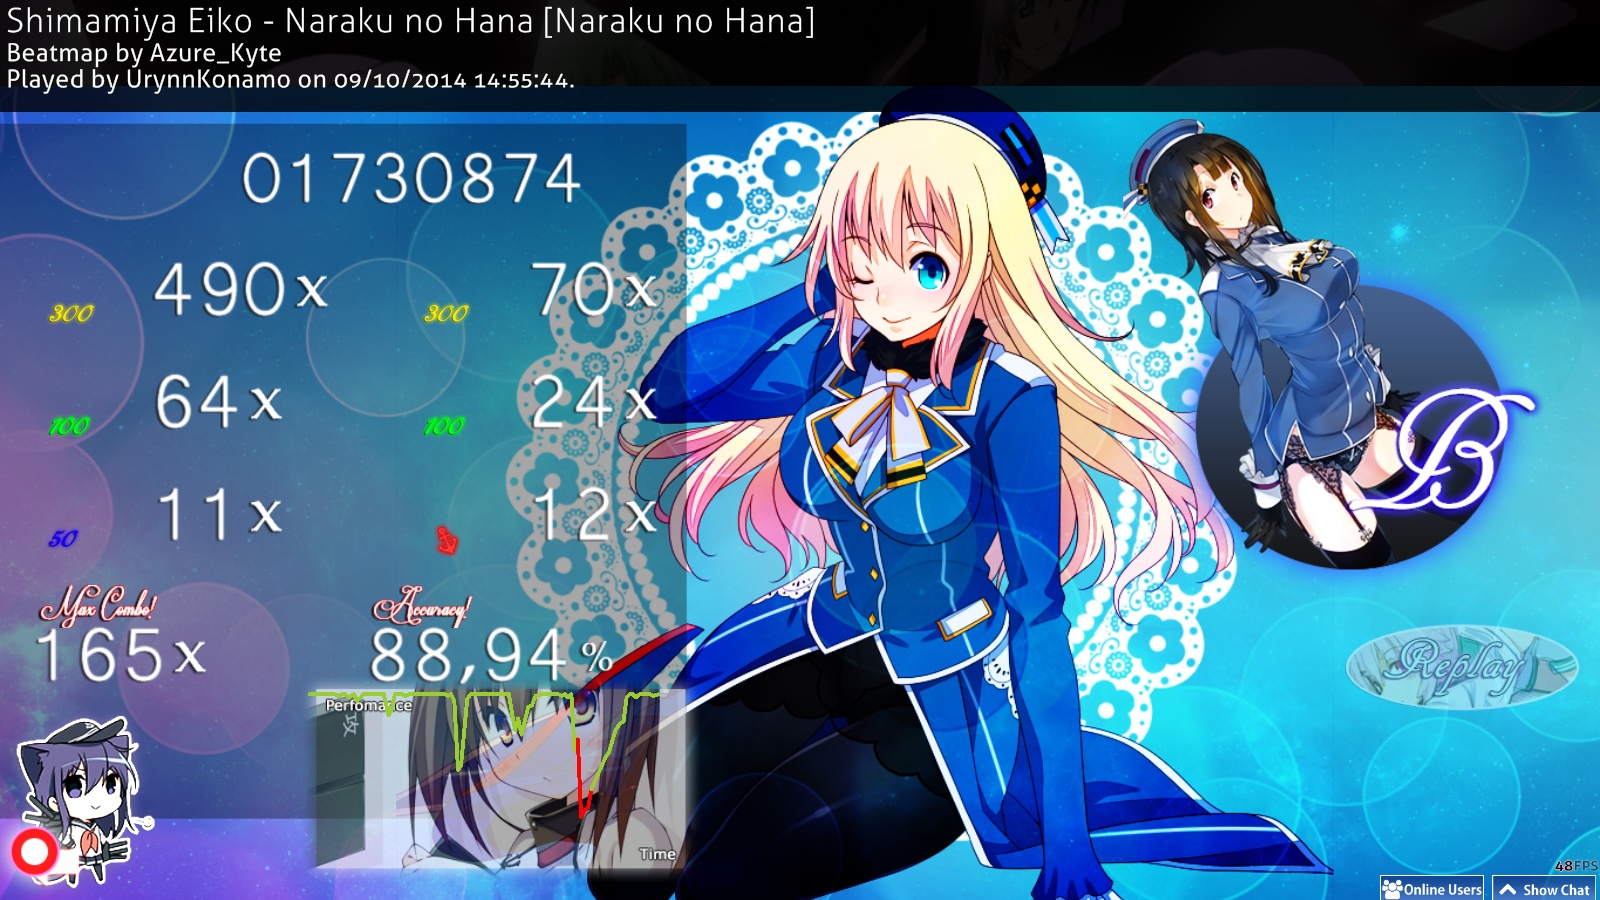 Shimamiya Eiko - Naraku no Hana [Naraku no Hana]
Beatmap by Azure_Kyte
Played by UrynnKonamo on 09/10/2014 14:55:44.
01730874
300 490x 300 70x
100 64x 100 24x
50 11x 12x
Max Combo! Accuracy!
165x 88,94%
B
Replay
Perfomance
攻
Time
48FPS
Online Users Show Chat